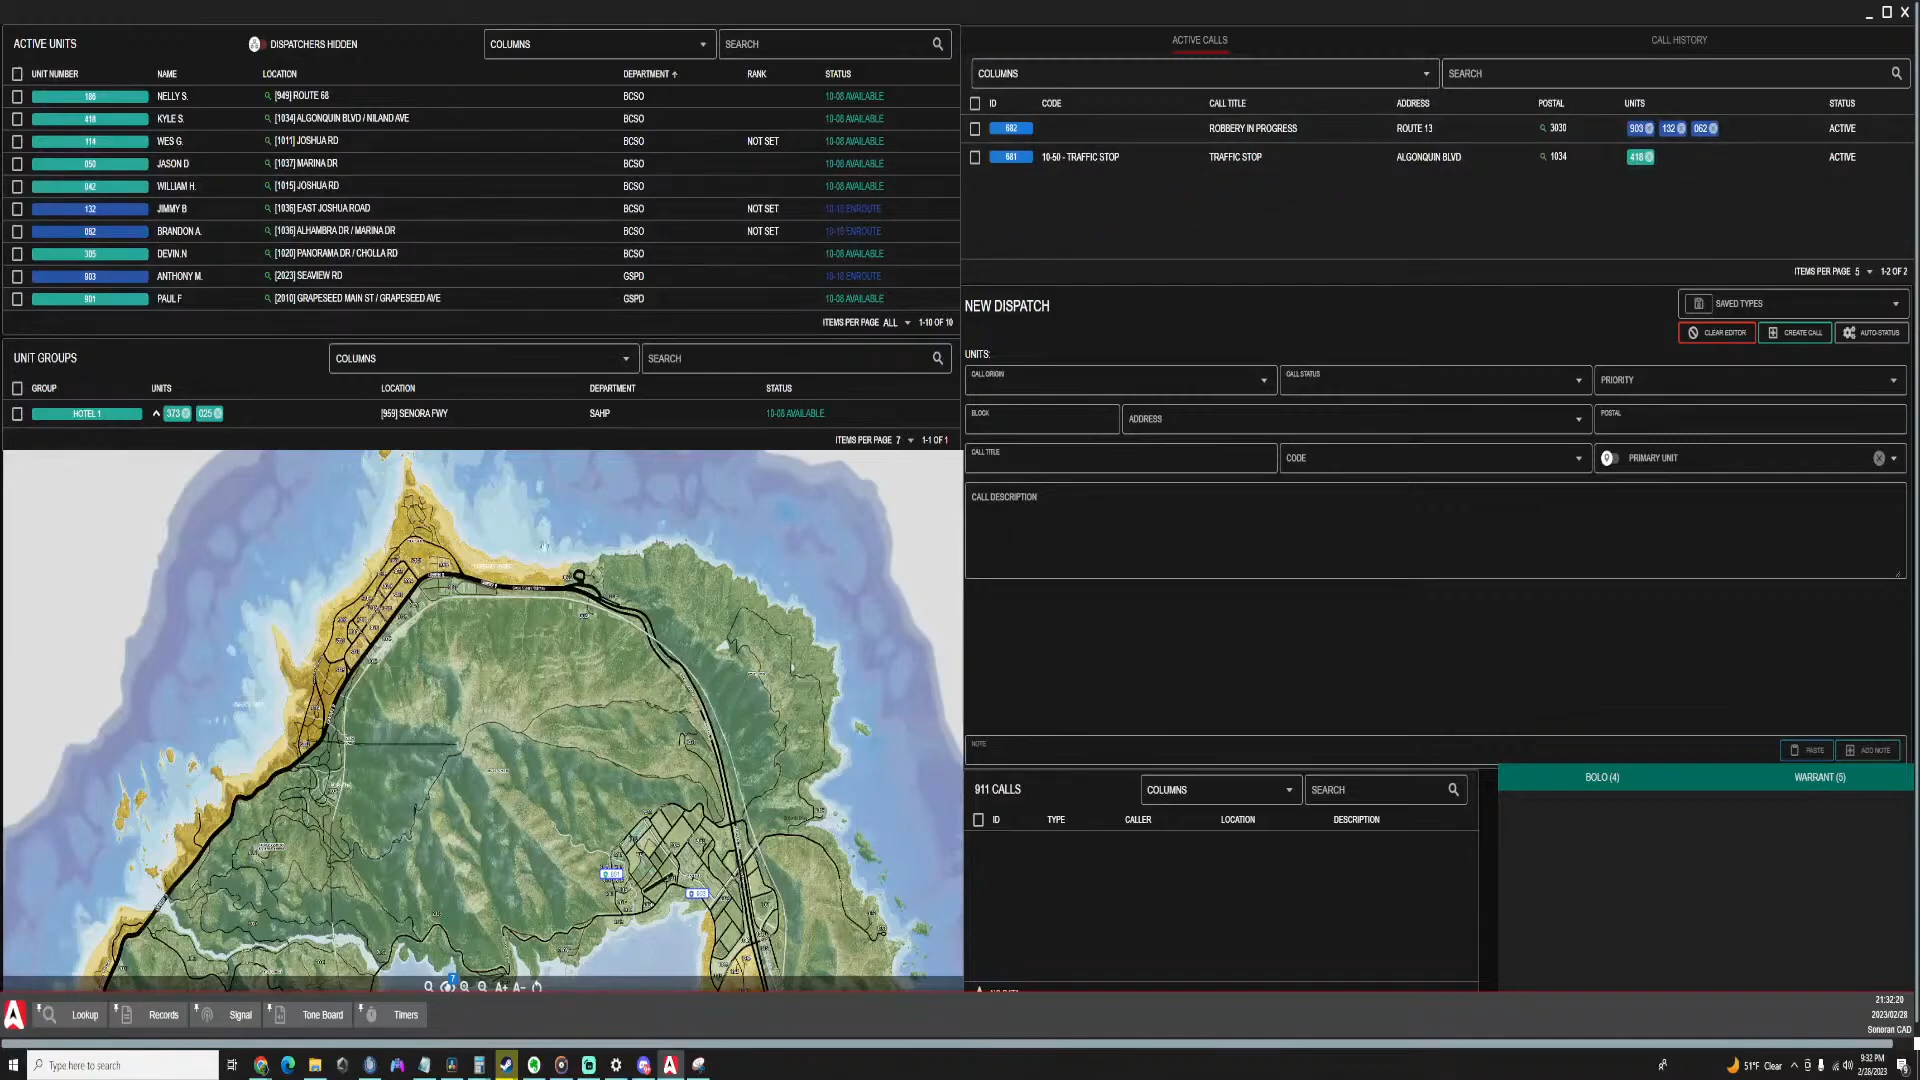 ACTIVE UNITS
DISPATCHERS HIDDEN
COLUMNS
SEARCH
UNIT NUMBER NAME LOCATION DEPARTMENT RANK STATUS
186 NELLY S. [949] ROUTE 68 BCSO 10-08 AVAILABLE
418 KYLE S. [1034] ALGONQUIN BLVD / NILAND AVE BCSO 10-08 AVAILABLE
114 WES G. [1011] JOSHUA RD BCSO NOT SET 10-08 AVAILABLE
050 JASON D [1037] MARINA DR BCSO 10-08 AVAILABLE
042 WILLIAM H. [1015] JOSHUA RD BCSO 10-08 AVAILABLE
132 JIMMY B [1036] EAST JOSHUA ROAD BCSO NOT SET 10-18 ENROUTE
082 BRANDON A. [1036] ALHAMBRA DR / MARINA DR BCSO NOT SET 10-18 ENROUTE
305 DEVIN.N [1020] PANORAMA DR / CHOLLA RD BCSO 10-08 AVAILABLE
903 ANTHONY M. [2023] SEAVIEW RD GSPD 10-18 ENROUTE
901 PAUL F [2010] GRAPESEED MAIN ST / GRAPESEED AVE GSPD 10-08 AVAILABLE
ITEMS PER PAGE ALL 1-10 OF 10
UNIT GROUPS
COLUMNS
SEARCH
GROUP UNITS LOCATION DEPARTMENT STATUS
HOTEL 1 373 025 [959] SENORA FWY SAHP 10-08 AVAILABLE
ITEMS PER PAGE 7 1-1 OF 1
901
903
7
A+ A-
ACTIVE CALLS
CALL HISTORY
COLUMNS
SEARCH
ID CODE CALL TITLE ADDRESS POSTAL UNITS STATUS
682 ROBBERY IN PROGRESS ROUTE 13 3030 903 132 062 ACTIVE
681 10-50 - TRAFFIC STOP TRAFFIC STOP ALGONQUIN BLVD 1034 418 ACTIVE
ITEMS PER PAGE 5 1-2 OF 2
NEW DISPATCH
SAVED TYPES
CLEAR EDITOR CREATE CALL AUTO-STATUS
UNITS:
CALL ORIGIN CALL STATUS PRIORITY
BLOCK ADDRESS POSTAL
CALL TITLE CODE PRIMARY UNIT
CALL DESCRIPTION
NOTE
PASTE ADD NOTE
911 CALLS
COLUMNS
SEARCH
ID TYPE CALLER LOCATION DESCRIPTION
BOLO (4) WARRANT (5)
Lookup Records Signal Tone Board Timers
21:32:20
2023/02/28
Sonoran CAD
Type here to search
51°F Clear
9:32 PM
2/28/2023